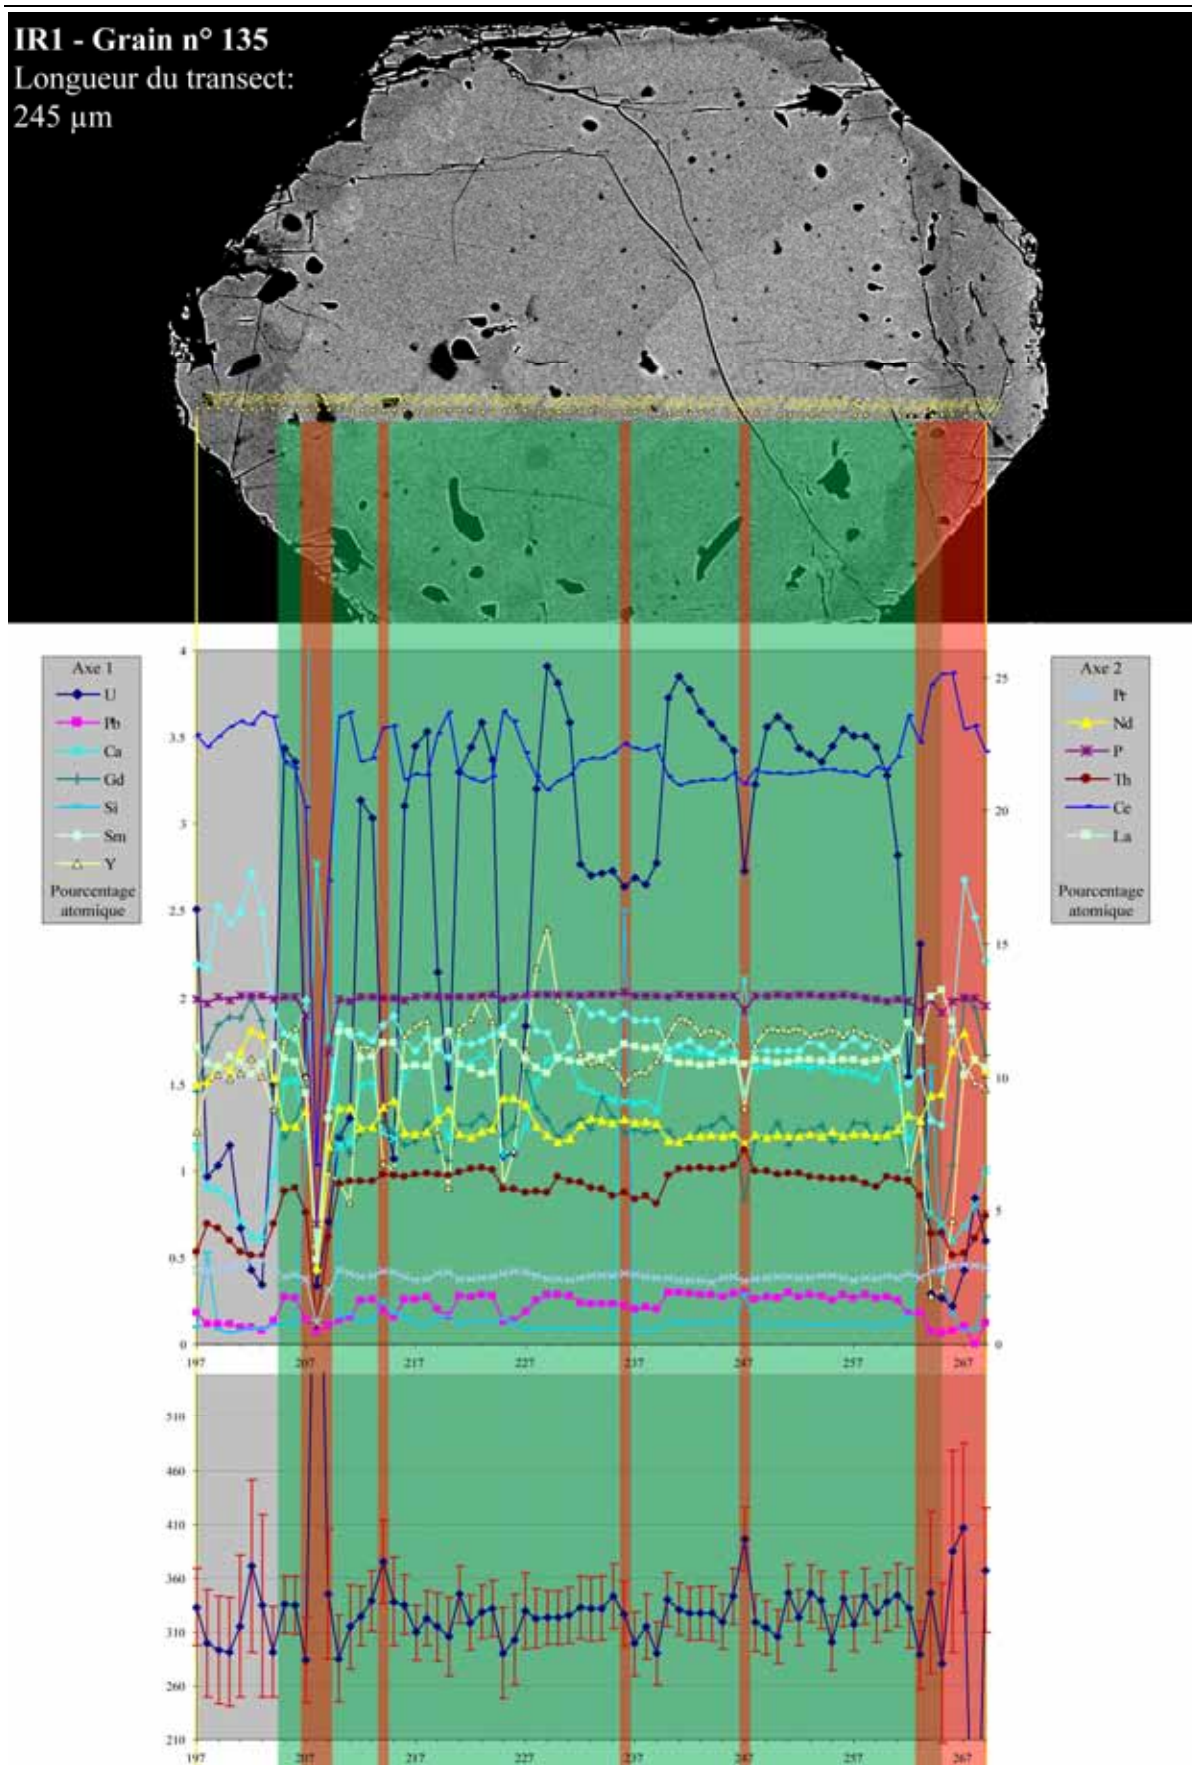 IR1 - Grain n° 135
Longueur du transect:
245 µm
Axe 1
U
Pb
Ca
Gd
Si
Sm
Y
Pourcentage
atomique
4
3.5
3
2.5
2
1.5
1
0.5
0
25
20
15
10
5
0
Axe 2
Pr
Nd
P
Th
Ce
La
Pourcentage
atomique
197
207
217
227
237
247
257
267
510
460
410
360
310
260
210
197
207
217
227
237
247
257
267